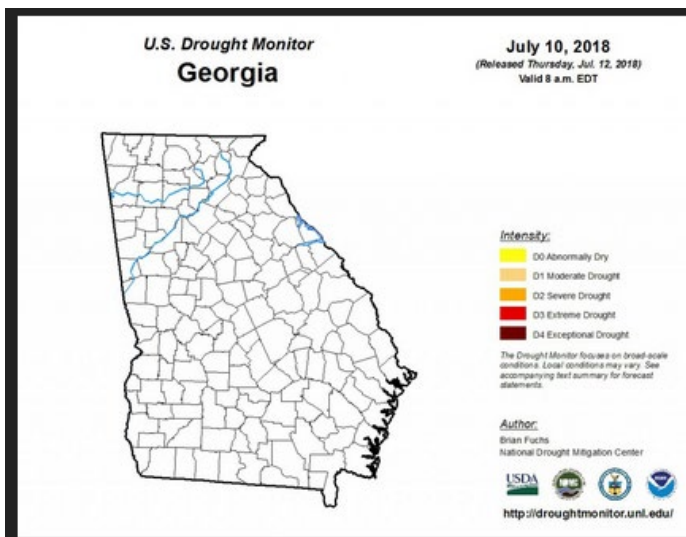 U.S. Drought Monitor
Georgia
July 10, 2018
(Released Thursday, Jul. 12, 2018)
Valid 8 a.m. EDT
Intensity:
D0 Abnormally Dry
D1 Moderate Drought
D2 Severe Drought
D3 Extreme Drought
D4 Exceptional Drought
The Drought Monitor focuses on broad-scale
conditions. Local conditions may vary. See
accompanying text summary for forecast
statements.
Author:
Brian Fuchs
National Drought Mitigation Center
USDA
http://droughtmonitor.unl.edu/